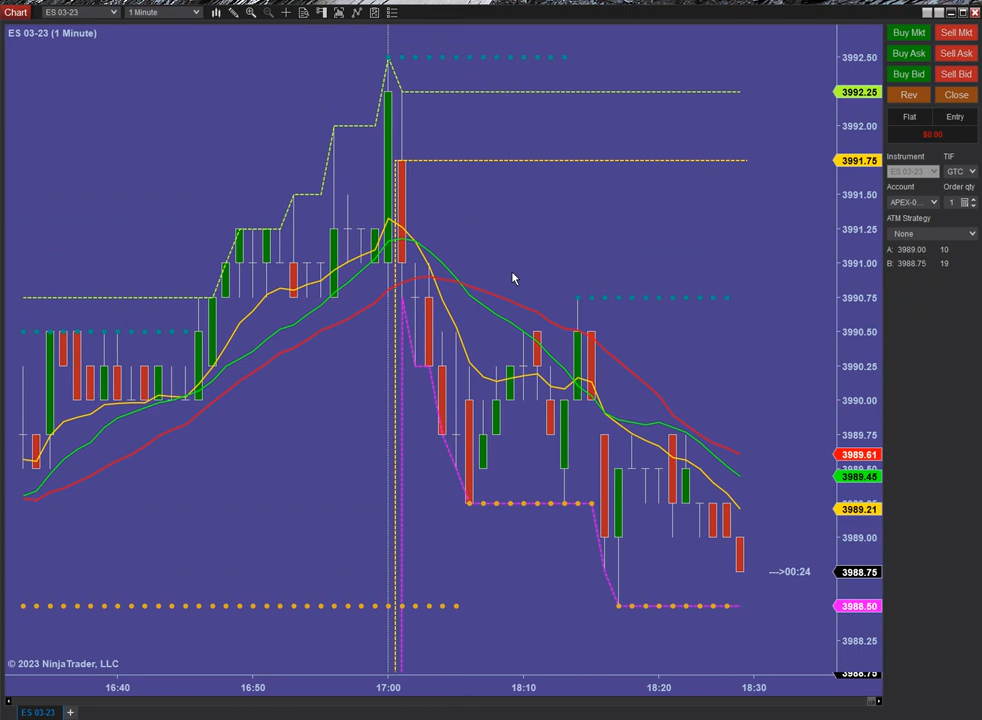 Chart ES 03-23 1 Minute
ES 03-23 (1 Minute)
3992.50
3992.25
3992.00
3991.75
3991.50
3991.25
3991.00
3990.75
3990.50
3990.25
3990.00
3989.75
3989.61
3989.45
3989.21
3989.00
--->00:24 3988.75
3988.50
3988.25
3988.75
© 2023 NinjaTrader, LLC
16:40 16:50 17:00 18:10 18:20 18:30
ES 03-23 +
Buy Mkt Sell Mkt
Buy Ask Sell Ask
Buy Bid Sell Bid
Rev Close
Flat Entry
$0.00
Instrument TIF
ES 03-23 GTC
Account Order qty
APEX-0... 1
ATM Strategy
None
A: 3989.00 10
B: 3988.75 19